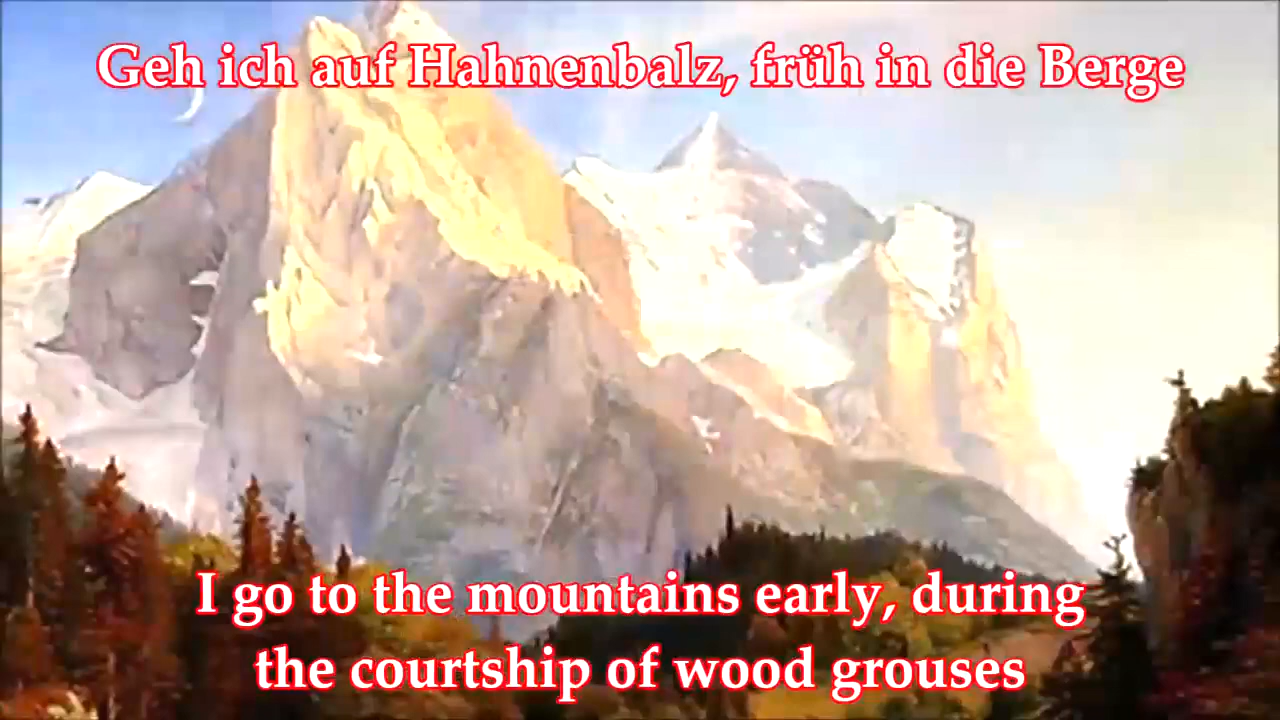 Geh ich auf Hahnenbalz, früh in die Berge
I go to the mountains early, during
the courtship of wood grouses